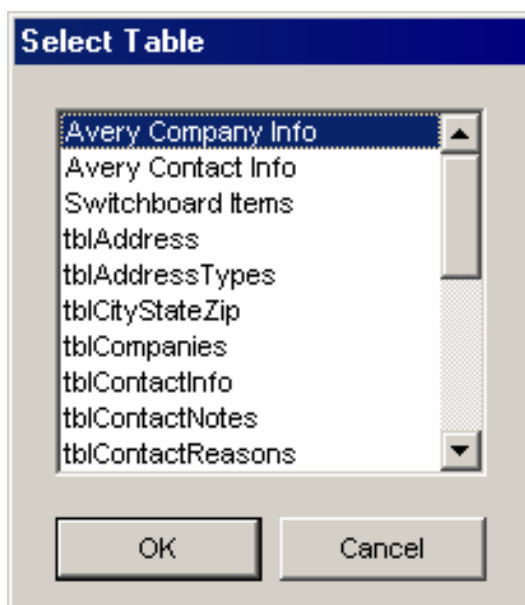 Select Table
Avery Company Info
Avery Contact Info
Switchboard Items
tblAddress
tblAddressTypes
tblCityStateZip
tblCompanies
tblContactInfo
tblContactNotes
tblContactReasons
OK Cancel